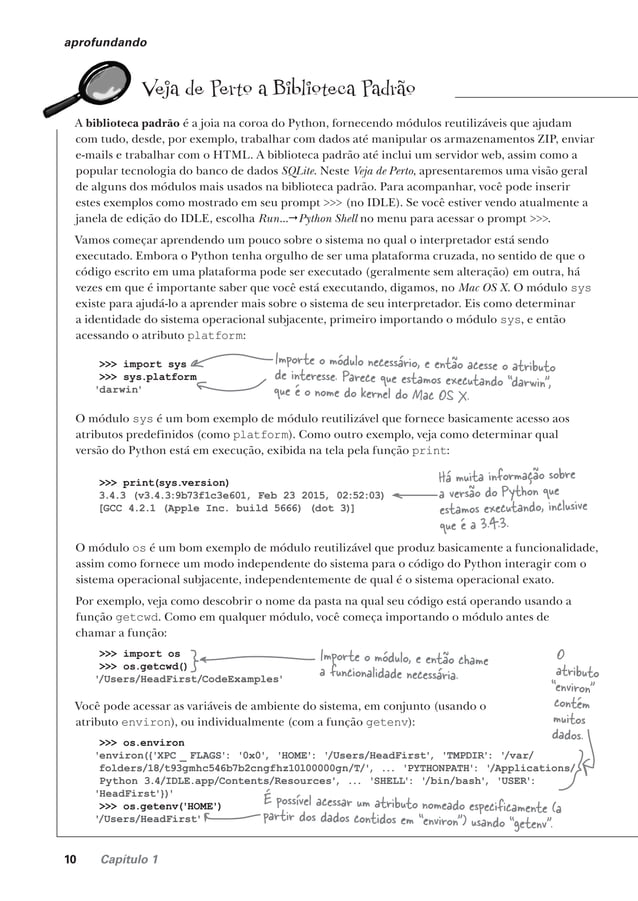 aprofundando
Veja de Perto a Biblioteca Padrão
A biblioteca padrão é a joia na coroa do Python, fornecendo módulos reutilizáveis que ajudam
com tudo, desde, por exemplo, trabalhar com dados até manipular os armazenamentos ZIP, enviar
e-mails e trabalhar com o HTML. A biblioteca padrão até inclui um servidor web, assim como a
popular tecnologia do banco de dados SQLite. Neste Veja de Perto, apresentaremos uma visão geral
de alguns dos módulos mais usados na biblioteca padrão. Para acompanhar, você pode inserir
estes exemplos como mostrado em seu prompt >>> (no IDLE). Se você estiver vendo atualmente a
janela de edição do IDLE, escolha Run...→Python Shell no menu para acessar o prompt >>>.
Vamos começar aprendendo um pouco sobre o sistema no qual o interpretador está sendo
executado. Embora o Python tenha orgulho de ser uma plataforma cruzada, no sentido de que o
código escrito em uma plataforma pode ser executado (geralmente sem alteração) em outra, há
vezes em que é importante saber que você está executando, digamos, no Mac OS X. O módulo sys
existe para ajudá-lo a aprender mais sobre o sistema de seu interpretador. Eis como determinar
a identidade do sistema operacional subjacente, primeiro importando o módulo sys, e então
acessando o atributo platform:
>>> import sys
>>> sys.platform
'darwin'
Importe o módulo necessário, e então acesse o atributo
de interesse. Parece que estamos executando "darwin",
que é o nome do kernel do Mac OS X.
O módulo sys é um bom exemplo de módulo reutilizável que fornece basicamente acesso aos
atributos predefinidos (como platform). Como outro exemplo, veja como determinar qual
versão do Python está em execução, exibida na tela pela função print:
>>> print(sys.version)
3.4.3 (v3.4.3:9b73f1c3e601, Feb 23 2015, 02:52:03)
[GCC 4.2.1 (Apple Inc. build 5666) (dot 3)]
Há muita informação sobre
a versão do Python que
estamos executando, inclusive
que é a 3.4.3.
O módulo os é um bom exemplo de módulo reutilizável que produz basicamente a funcionalidade,
assim como fornece um modo independente do sistema para o código do Python interagir com o
sistema operacional subjacente, independentemente de qual é o sistema operacional exato.
Por exemplo, veja como descobrir o nome da pasta na qual seu código está operando usando a
função getcwd. Como em qualquer módulo, você começa importando o módulo antes de
chamar a função:
>>> import os
>>> os.getcwd()
'/Users/HeadFirst/CodeExamples'
Importe o módulo, e então chame
a funcionalidade necessária.
O
atributo
"environ"
contém
muitos
dados.
Você pode acessar as variáveis de ambiente do sistema, em conjunto (usando o
atributo environ), ou individualmente (com a função getenv):
>>> os.environ
'environ({'XPC _ FLAGS': '0x0', 'HOME': '/Users/HeadFirst', 'TMPDIR': '/var/
folders/18/t93gmhc546b7b2cngfhz10l00000gn/T/', ... 'PYTHONPATH': '/Applications/
Python 3.4/IDLE.app/Contents/Resources', ... 'SHELL': '/bin/bash', 'USER':
'HeadFirst'})'
>>> os.getenv('HOME')
'/Users/HeadFirst'
É possível acessar um atributo nomeado especificamente (a
partir dos dados contidos em "environ") usando "getenv".
10 Capítulo 1